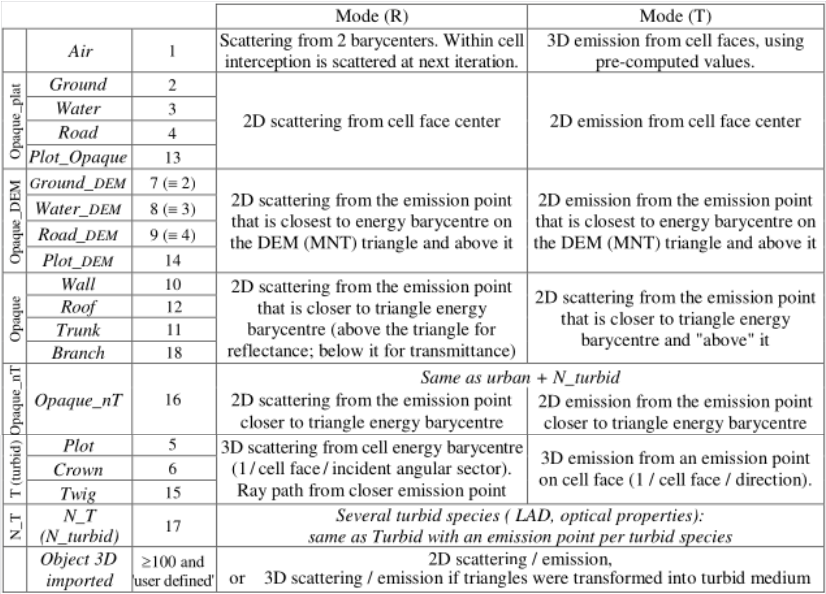 Mode (R) Mode (T)
Air 1 Scattering from 2 barycenters. Within cell interception is scattered at next iteration. 3D emission from cell faces, using pre-computed values.
Opaque_plat
Ground 2
Water 3
Road 4
Plot_Opaque 13
2D scattering from cell face center 2D emission from cell face center
Opaque_DEM
Ground_DEM 7 (≡ 2)
Water_DEM 8 (≡ 3)
Road_DEM 9 (≡ 4)
Plot_DEM 14
2D scattering from the emission point
that is closest to energy barycentre on
the DEM (MNT) triangle and above it
2D emission from the emission point
that is closest to energy barycentre on
the DEM (MNT) triangle and above it
Opaque
Wall 10
Roof 12
Trunk 11
Branch 18
2D scattering from the emission point
that is closer to triangle energy
barycentre (above the triangle for
reflectance; below it for transmittance)
2D scattering from the emission point
that is closer to triangle energy
barycentre and "above" it
Opaque_nT
Opaque_nT 16
Same as urban + N_turbid
2D scattering from the emission point
closer to triangle energy barycentre
2D emission from the emission point
closer to triangle energy barycentre
T (turbid)
Plot 5
Crown 6
Twig 15
3D scattering from cell energy barycentre
(1 / cell face / incident angular sector).
Ray path from closer emission point
3D emission from an emission point
on cell face (1 / cell face / direction).
N_T
N_T
(N_turbid)
17
Several turbid species ( LAD, optical properties):
same as Turbid with an emission point per turbid species
Object 3D
imported
≥100 and
'user defined'
2D scattering / emission,
or 3D scattering / emission if triangles were transformed into turbid medium